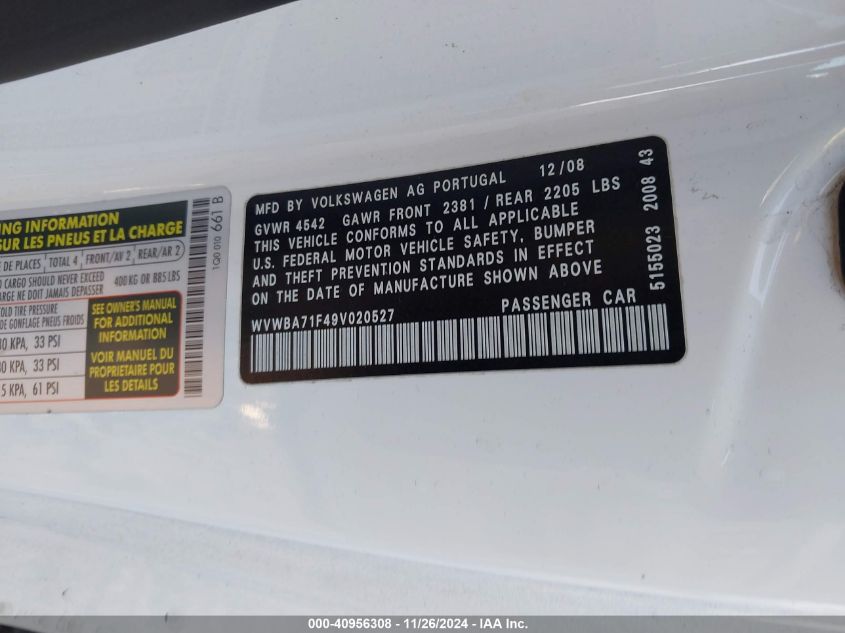 NG INFORMATION
SUR LES PNEUS ET LA CHARGE
DE PLACES TOTAL 4 FRONT/AV 2 REAR/AR 2
CARGO SHOULD NEVER EXCEED
ARGE NE DOIT JAMAIS DEPASSER
400 KG OR 885 LBS
OLD TIRE PRESSURE
DE GONFLAGE PNEUS FROIDS
30 KPA, 33 PSI
30 KPA, 33 PSI
5 KPA, 61 PSI
SEE OWNER'S MANUAL
FOR ADDITIONAL
INFORMATION
VOIR MANUEL DU
PROPRIETAIRE POUR
LES DETAILS
1Q0 010 661 B
MFD BY VOLKSWAGEN AG PORTUGAL 12/08
GVWR 4542 GAWR FRONT 2381 / REAR 2205 LBS
THIS VEHICLE CONFORMS TO ALL APPLICABLE
U.S. FEDERAL MOTOR VEHICLE SAFETY, BUMPER
AND THEFT PREVENTION STANDARDS IN EFFECT
ON THE DATE OF MANUFACTURE SHOWN ABOVE
WVWBA71F49V020527 PASSENGER CAR
5155023 2008 43
000-40956308 - 11/26/2024 - IAA Inc.